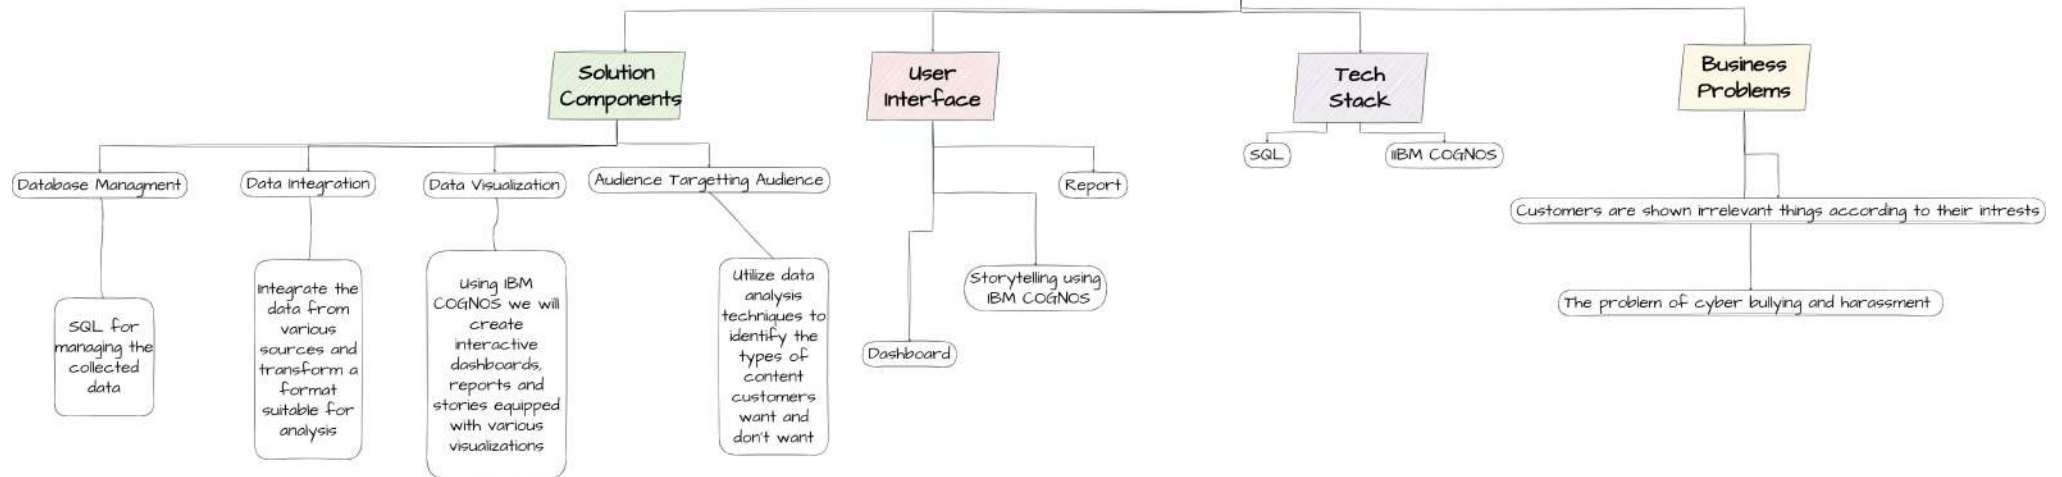 Solution
Components
User
Interface
Tech
Stack
Business
Problems
Database Managment
Data Integration
Data Visualization
Audience Targetting Audience
Report
SQL
IIBM COGNOS
Customers are shown irrelevant things according to their intrests
SQL for
managing the
collected
data
Integrate the
data from
various
sources and
transform a
format
suitable for
analysis
Using IBM
COGNOS we will
create
interactive
dashboards,
reports and
stories equipped
with various
visualizations
Utilize data
analysis
techniques to
identify the
types of
content
customers
want and
don't want
Dashboard
Storytelling using
IBM COGNOS
The problem of cyber bullying and harassment